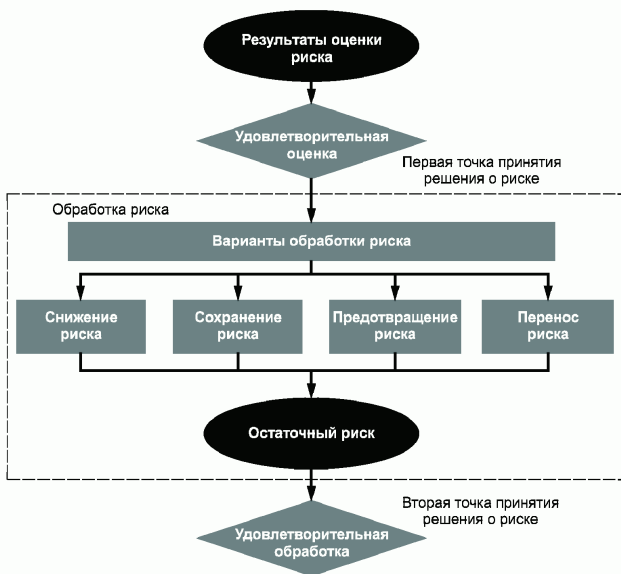 Результаты оценки
риска
Удовлетворительная
оценка
Первая точка принятия
решения о риске
Обработка риска
Варианты обработки риска
Снижение
риска
Сохранение
риска
Предотвращение
риска
Перенос
риска
Остаточный риск
Вторая точка принятия
решения о риске
Удовлетворительная
обработка